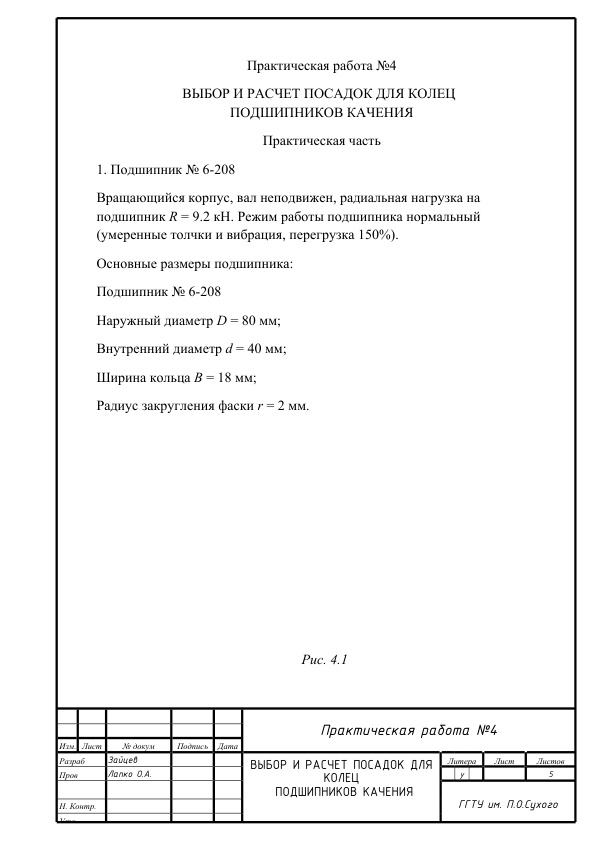 Практическая работа №4
ВЫБОР И РАСЧЕТ ПОСАДОК ДЛЯ КОЛЕЦ
ПОДШИПНИКОВ КАЧЕНИЯ
Практическая часть
1. Подшипник № 6-208
Вращающийся корпус, вал неподвижен, радиальная нагрузка на
подшипник R = 9.2 кН. Режим работы подшипника нормальный
(умеренные толчки и вибрация, перегрузка 150%).
Основные размеры подшипника:
Подшипник № 6-208
Наружный диаметр D = 80 мм;
Внутренний диаметр d = 40 мм;
Ширина кольца B = 18 мм;
Радиус закругления фаски r = 2 мм.
Рис. 4.1
Практическая работа №4
Изм. Лист № докум Подпись Дата
Разраб Зайцев
Пров Лапко О.А.
Н. Контр.
ВЫБОР И РАСЧЕТ ПОСАДОК ДЛЯ
КОЛЕЦ
ПОДШИПНИКОВ КАЧЕНИЯ
Литера Лист Листов
у 5
ГГТУ им. П.О.Сухого